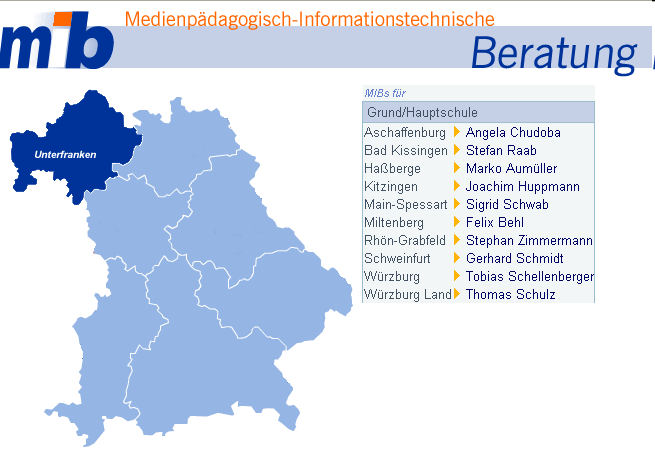 mib
Medienpädagogisch-Informationstechnische
Beratung
Unterfranken
MIBs für
Grund/Hauptschule
Aschaffenburg Angela Chudoba
Bad Kissingen Stefan Raab
Haßberge Marko Aumüller
Kitzingen Joachim Huppmann
Main-Spessart Sigrid Schwab
Miltenberg Felix Behl
Rhön-Grabfeld Stephan Zimmermann
Schweinfurt Gerhard Schmidt
Würzburg Tobias Schellenberger
Würzburg Land Thomas Schulz